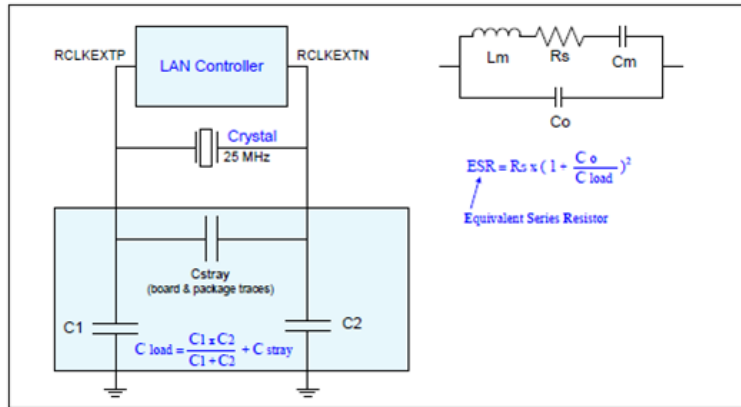 RCLKEXTP
LAN Controller
RCLKEXTN
Crystal
25 MHz
Cstray
(board & package traces)
C1
C2
C load = C1 x C2 / C1 + C2 + C stray
Lm
Rs
Cm
Co
ESR = Rs x ( 1 + C o / C load )²
Equivalent Series Resistor